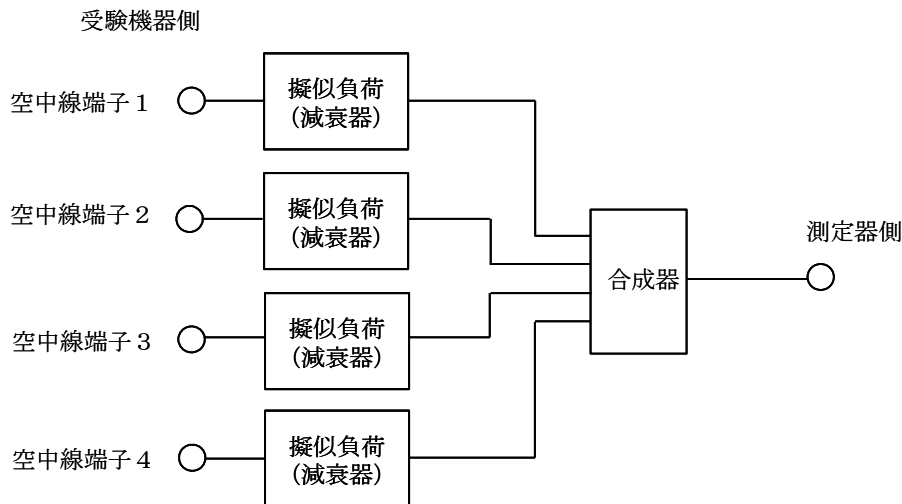 受験機器側
空中線端子1
擬似負荷
(減衰器)
空中線端子2
擬似負荷
(減衰器)
空中線端子3
擬似負荷
(減衰器)
空中線端子4
擬似負荷
(減衰器)
合成器
測定器側